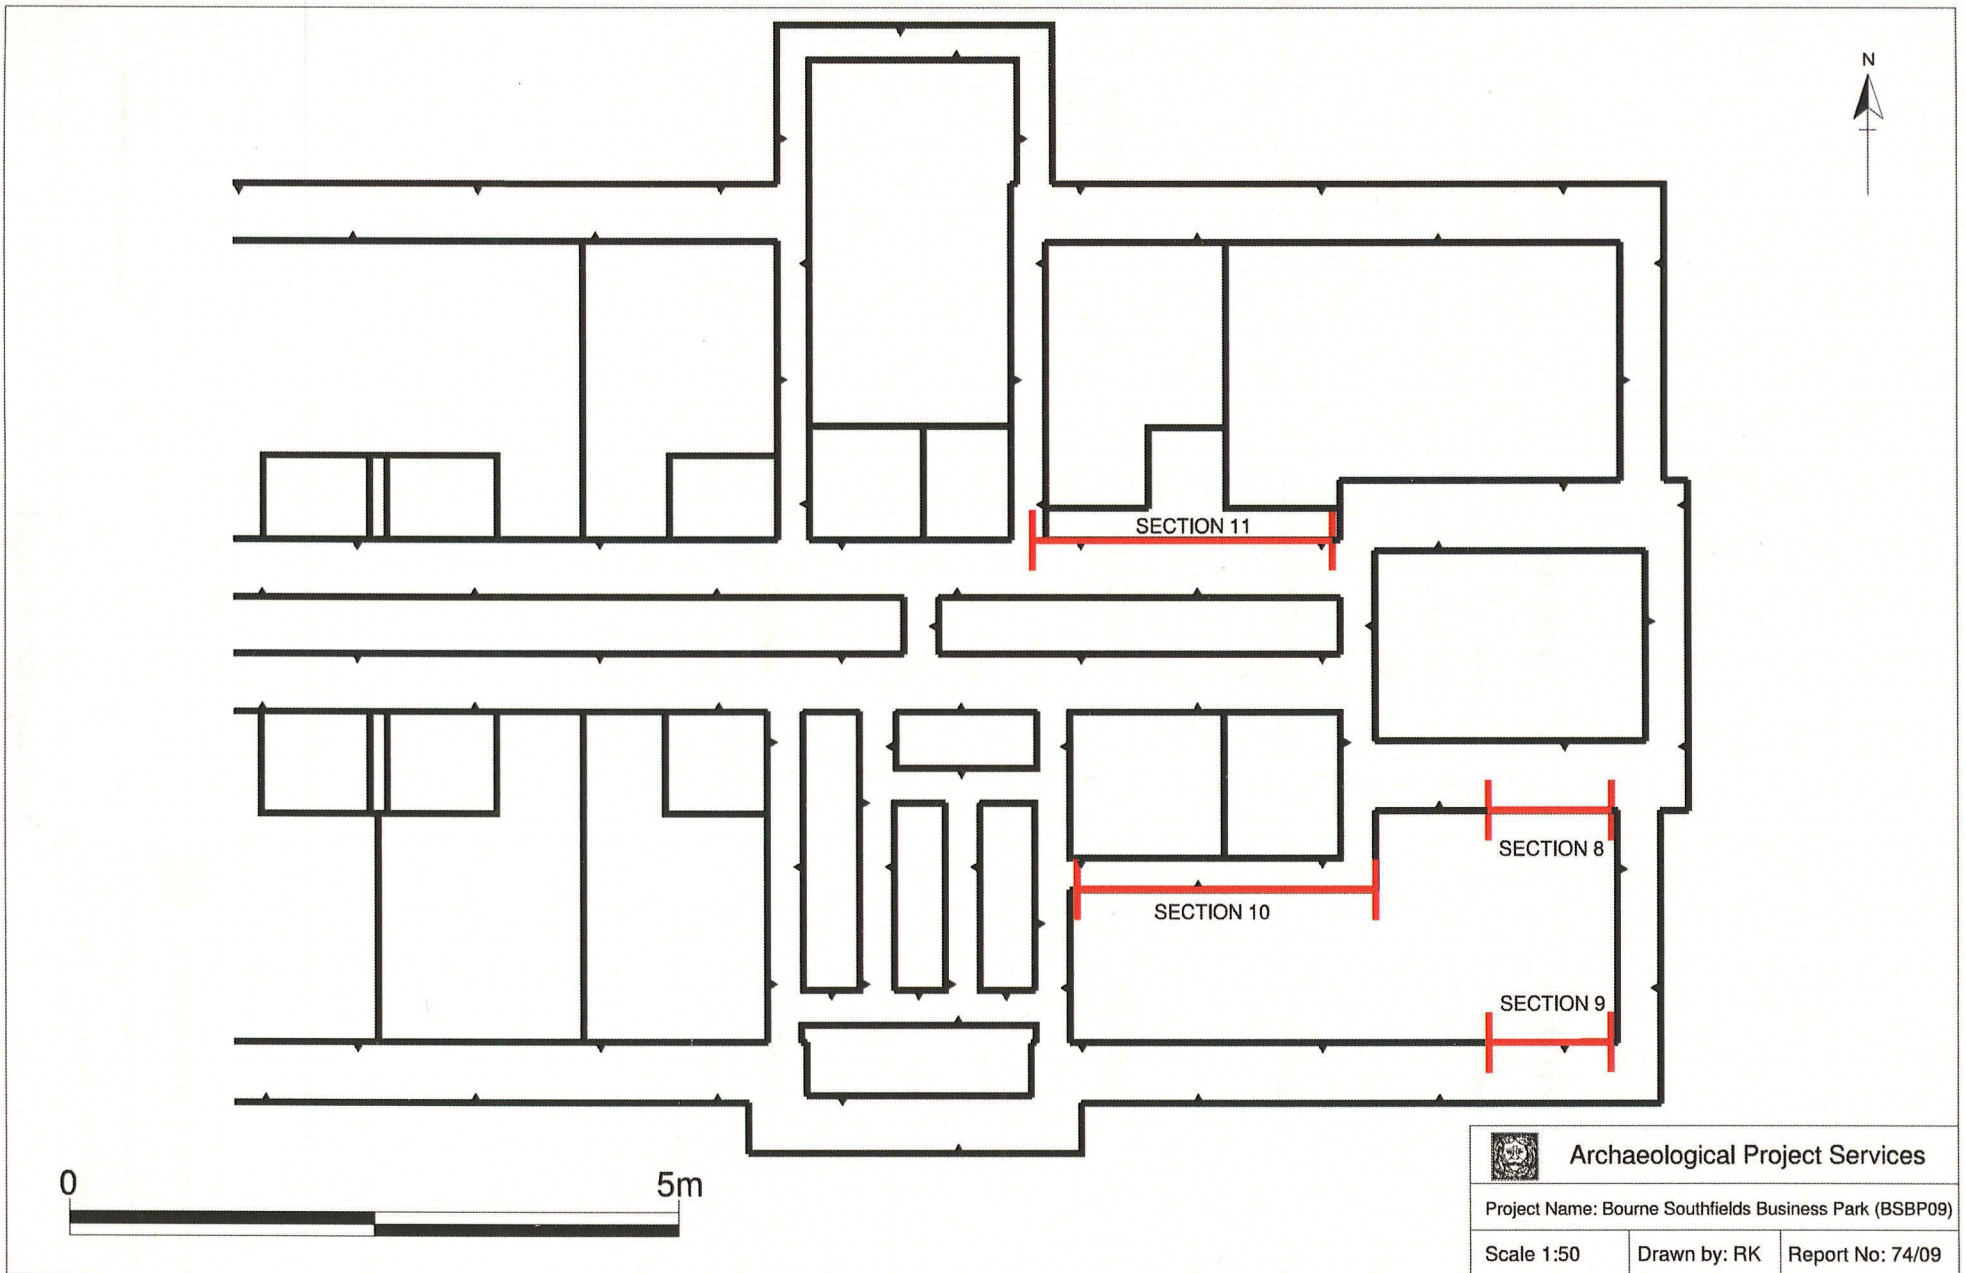 N
SECTION 11
SECTION 8
SECTION 10
SECTION 9
0 5m
Archaeological Project Services
Project Name: Bourne Southfields Business Park (BSBP09)
Scale 1:50 Drawn by: RK Report No: 74/09